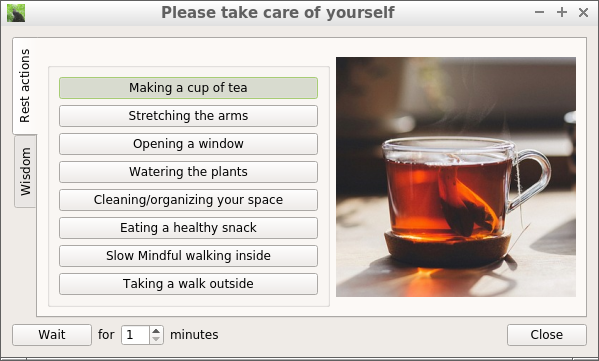 Please take care of yourself
Rest actions
Wisdom
Making a cup of tea
Stretching the arms
Opening a window
Watering the plants
Cleaning/organizing your space
Eating a healthy snack
Slow Mindful walking inside
Taking a walk outside
Wait for 1 minutes Close